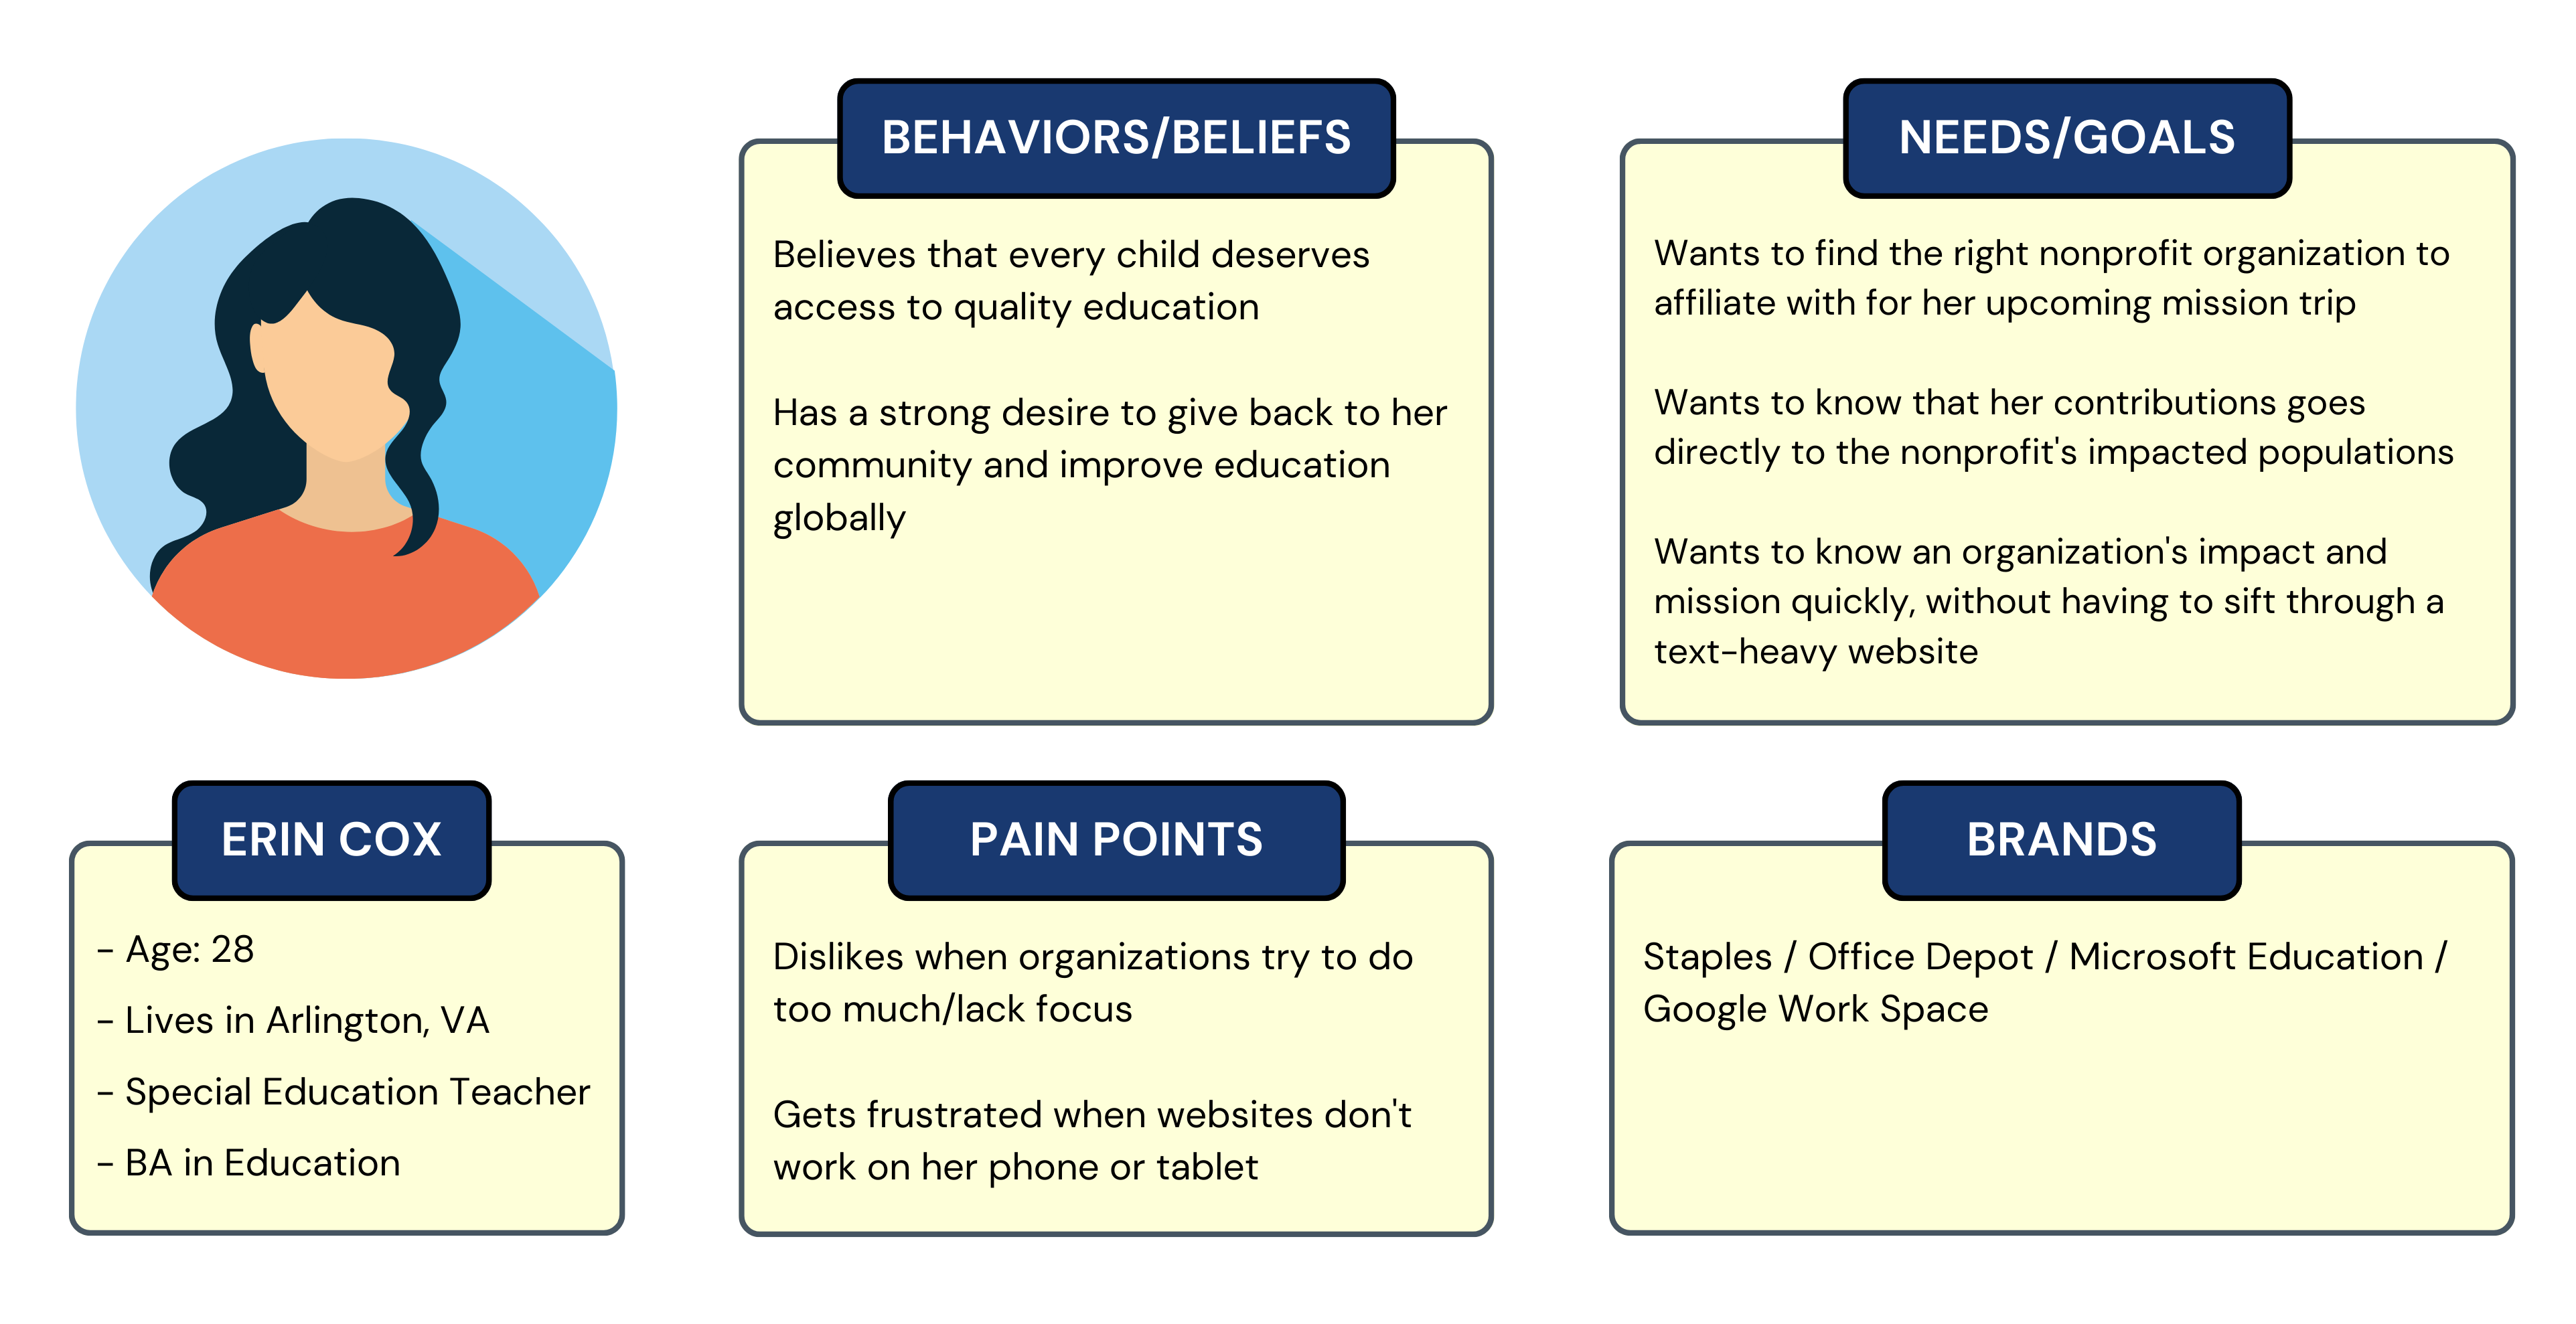 BEHAVIORS/BELIEFS
Believes that every child deserves
access to quality education
Has a strong desire to give back to her
community and improve education
globally
NEEDS/GOALS
Wants to find the right nonprofit organization to
affiliate with for her upcoming mission trip
Wants to know that her contributions goes
directly to the nonprofit's impacted populations
Wants to know an organization's impact and
mission quickly, without having to sift through a
text-heavy website
ERIN COX
- Age: 28
- Lives in Arlington, VA
- Special Education Teacher
- BA in Education
PAIN POINTS
Dislikes when organizations try to do
too much/lack focus
Gets frustrated when websites don't
work on her phone or tablet
BRANDS
Staples / Office Depot / Microsoft Education /
Google Work Space